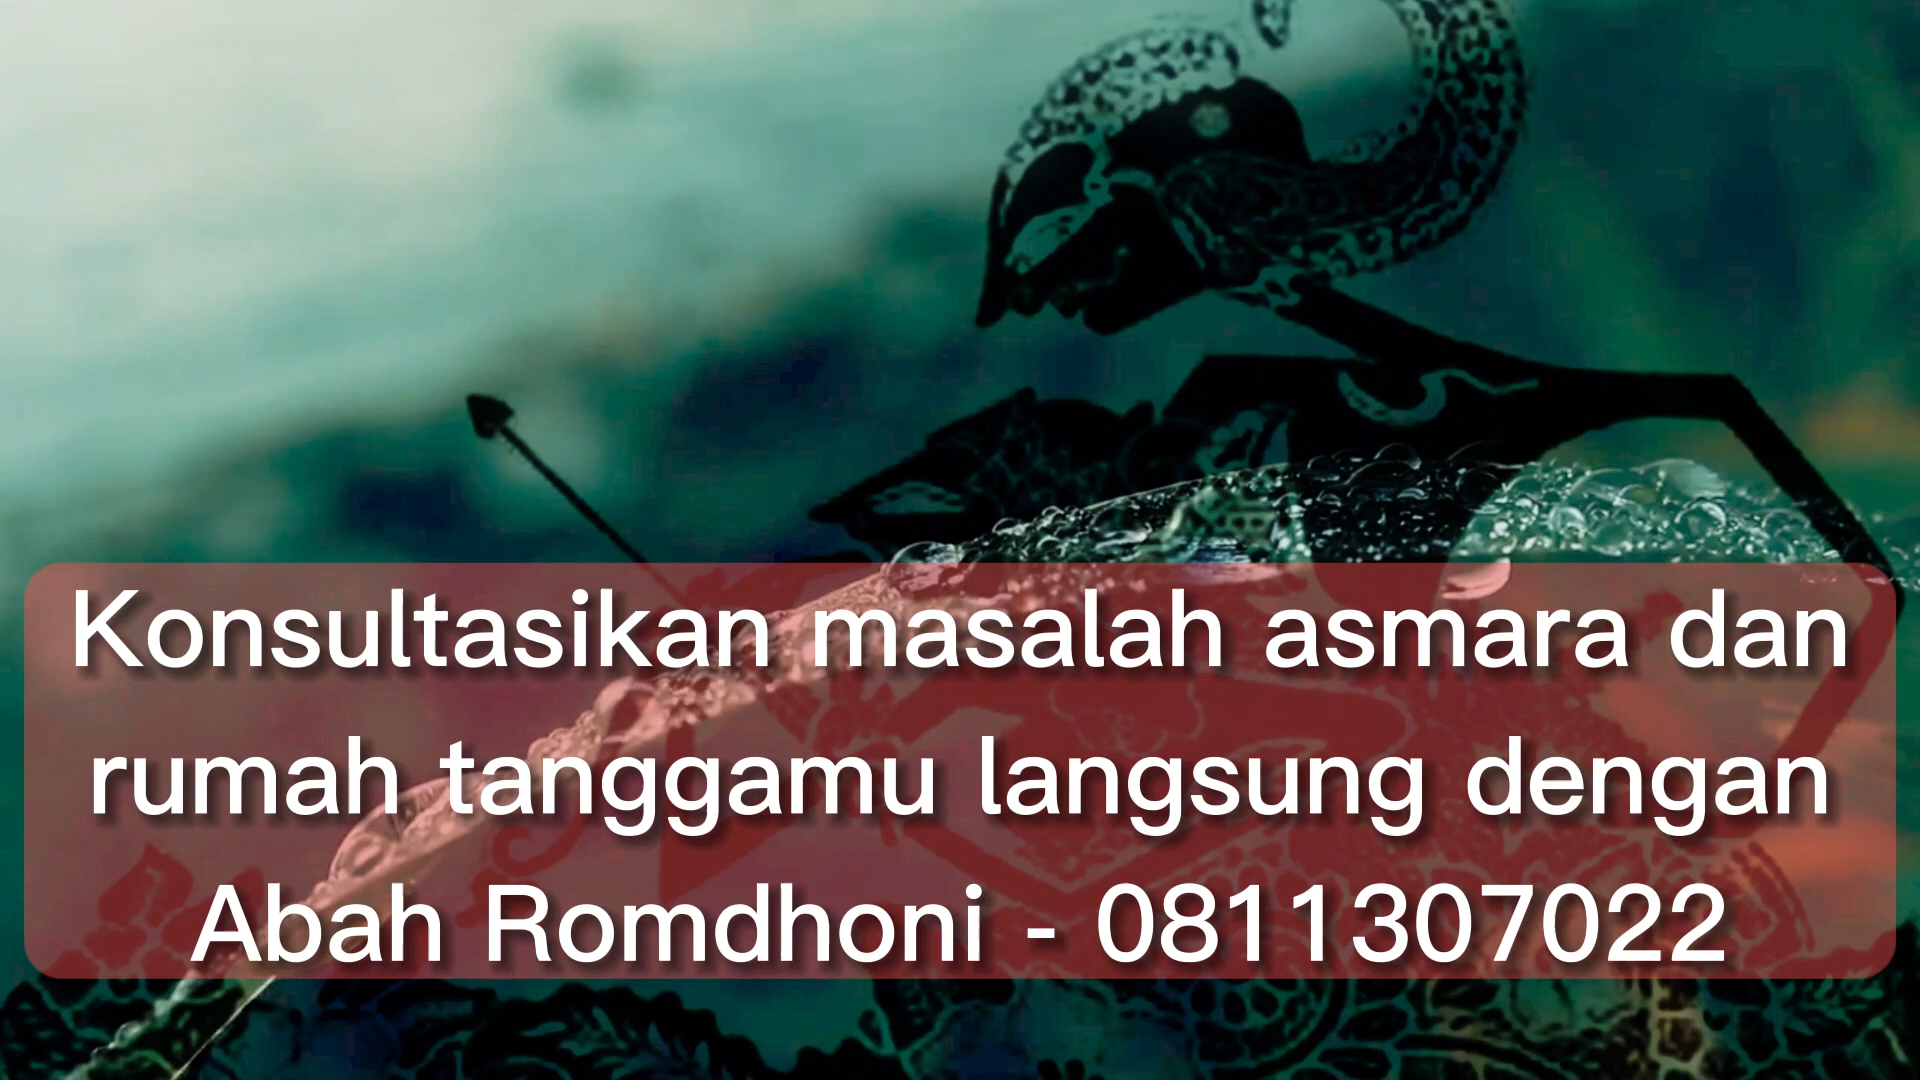 Konsultasikan masalah asmara dan
rumah tanggamu langsung dengan
Abah Romdhoni - 0811307022